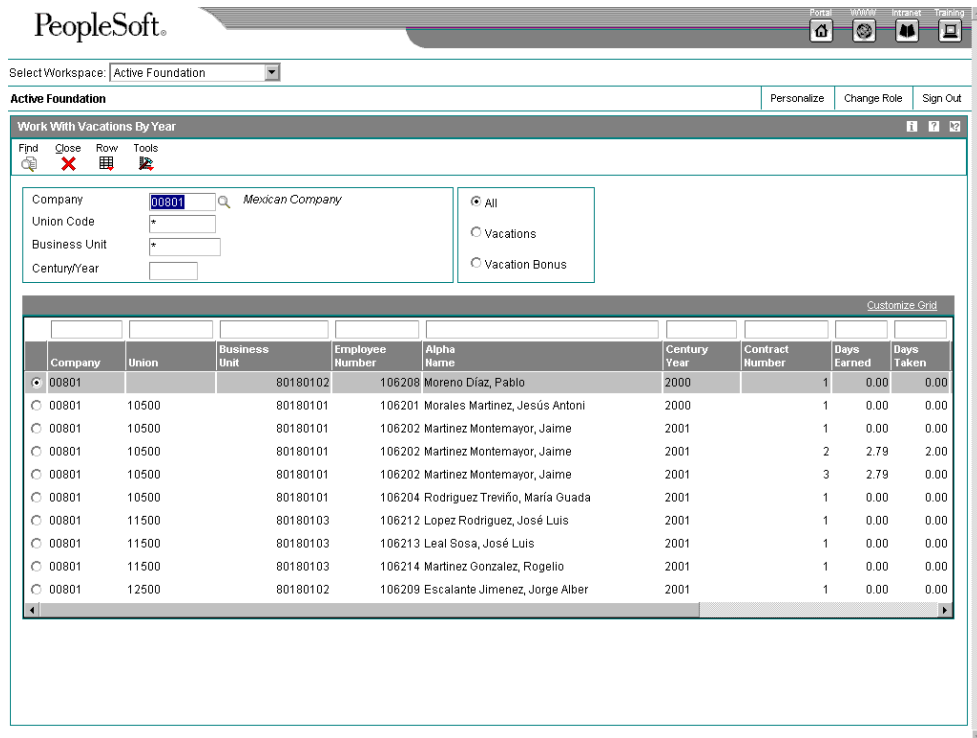 Portal WWW Intranet Training
PeopleSoft.
Select Workspace: Active Foundation
Active Foundation Personalize Change Role Sign Out
Work With Vacations By Year i ? ?
Find Close Row Tools
Company 00801 Mexican Company
Union Code *
Business Unit *
Century/Year
All
Vacations
Vacation Bonus
Customize Grid
Company Union Business Unit Employee Number Alpha Name Century Year Contract Number Days Earned Days Taken
00801 80180102 106208 Moreno Díaz, Pablo 2000 1 0.00 0.00
00801 10500 80180101 106201 Morales Martinez, Jesús Antoni 2000 1 0.00 0.00
00801 10500 80180101 106202 Martinez Montemayor, Jaime 2001 1 0.00 0.00
00801 10500 80180101 106202 Martinez Montemayor, Jaime 2001 2 2.79 2.00
00801 10500 80180101 106202 Martinez Montemayor, Jaime 2001 3 2.79 0.00
00801 10500 80180101 106204 Rodriguez Treviño, María Guada 2001 1 0.00 0.00
00801 11500 80180103 106212 Lopez Rodriguez, José Luis 2001 1 0.00 0.00
00801 11500 80180103 106213 Leal Sosa, José Luis 2001 1 0.00 0.00
00801 11500 80180103 106214 Martinez Gonzalez, Rogelio 2001 1 0.00 0.00
00801 12500 80180102 106209 Escalante Jimenez, Jorge Alber 2001 1 0.00 0.00